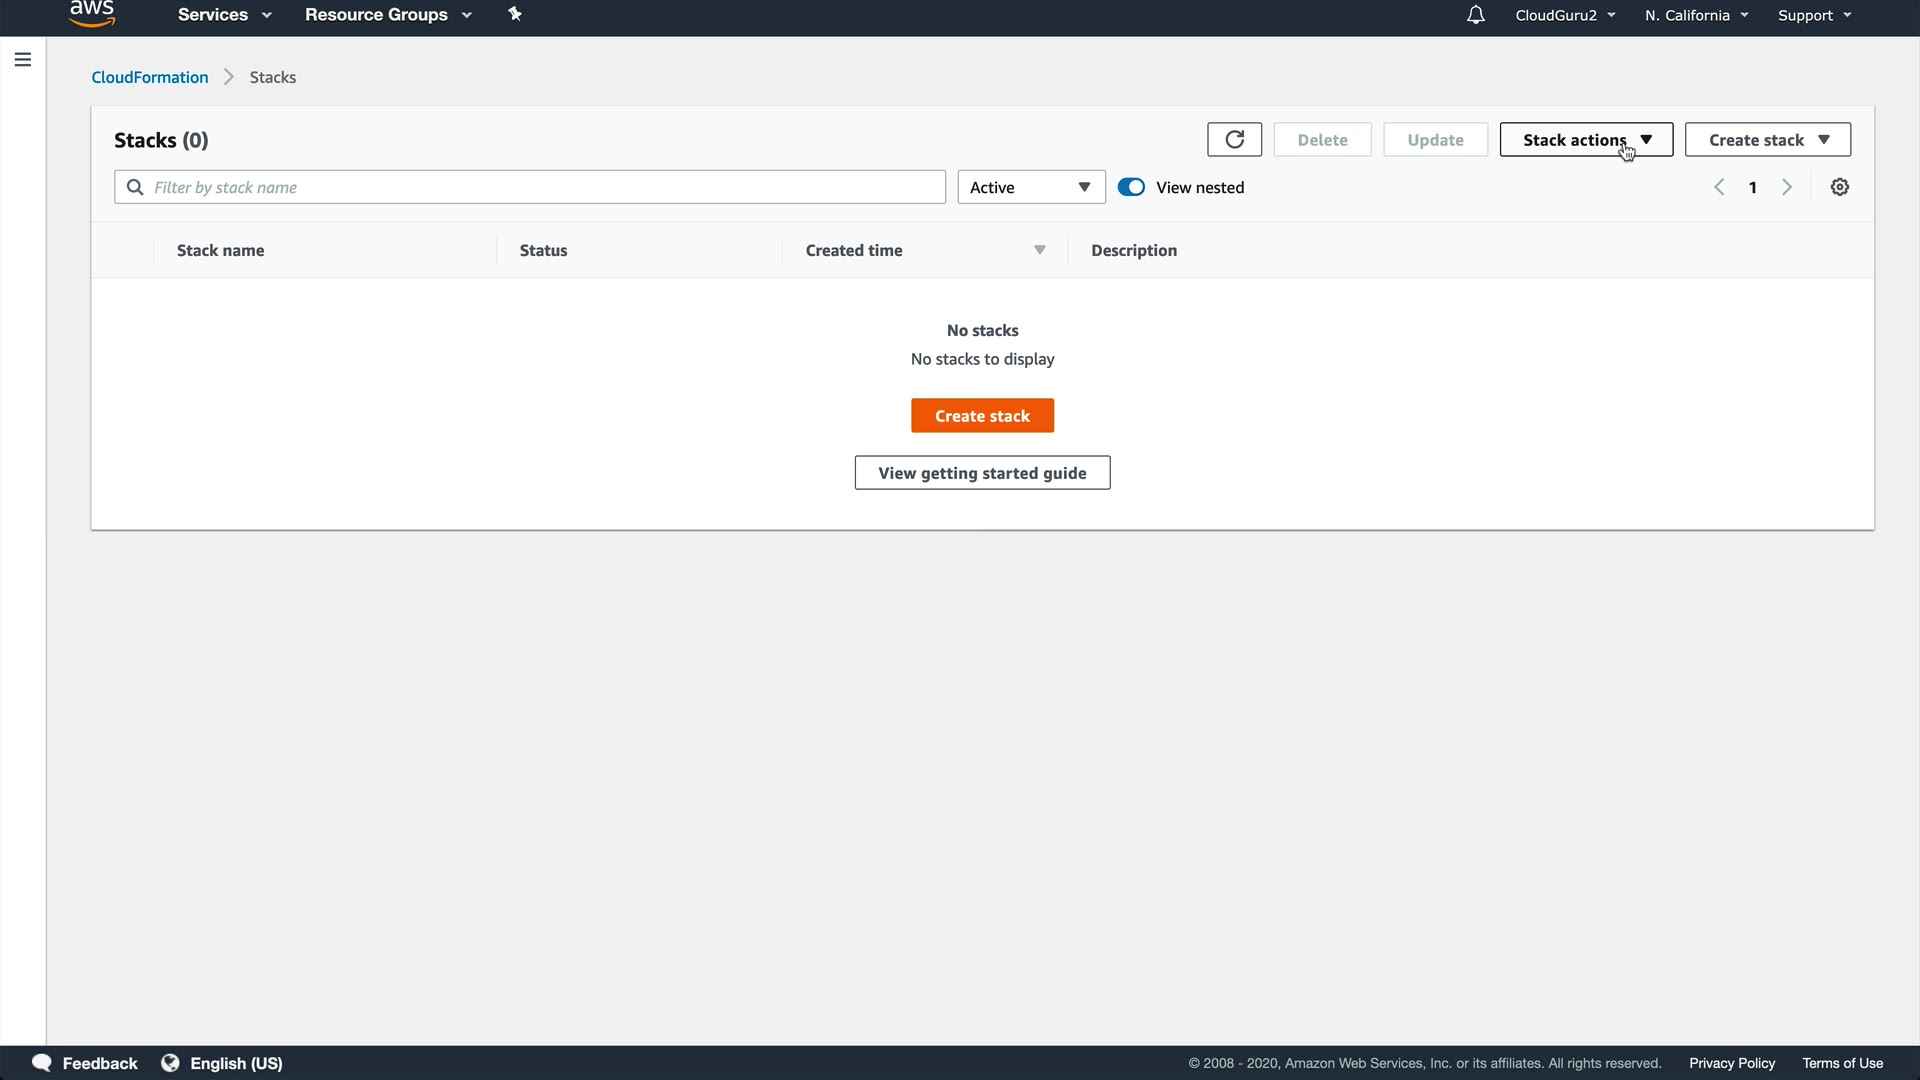 aws Services Resource Groups CloudGuru2 N. California Support
CloudFormation Stacks
Stacks (0) Delete Update Stack actions Create stack
Filter by stack name Active View nested 1
Stack name Status Created time Description
No stacks
No stacks to display
Create stack
View getting started guide
Feedback English (US) © 2008 - 2020, Amazon Web Services, Inc. or its affiliates. All rights reserved. Privacy Policy Terms of Use